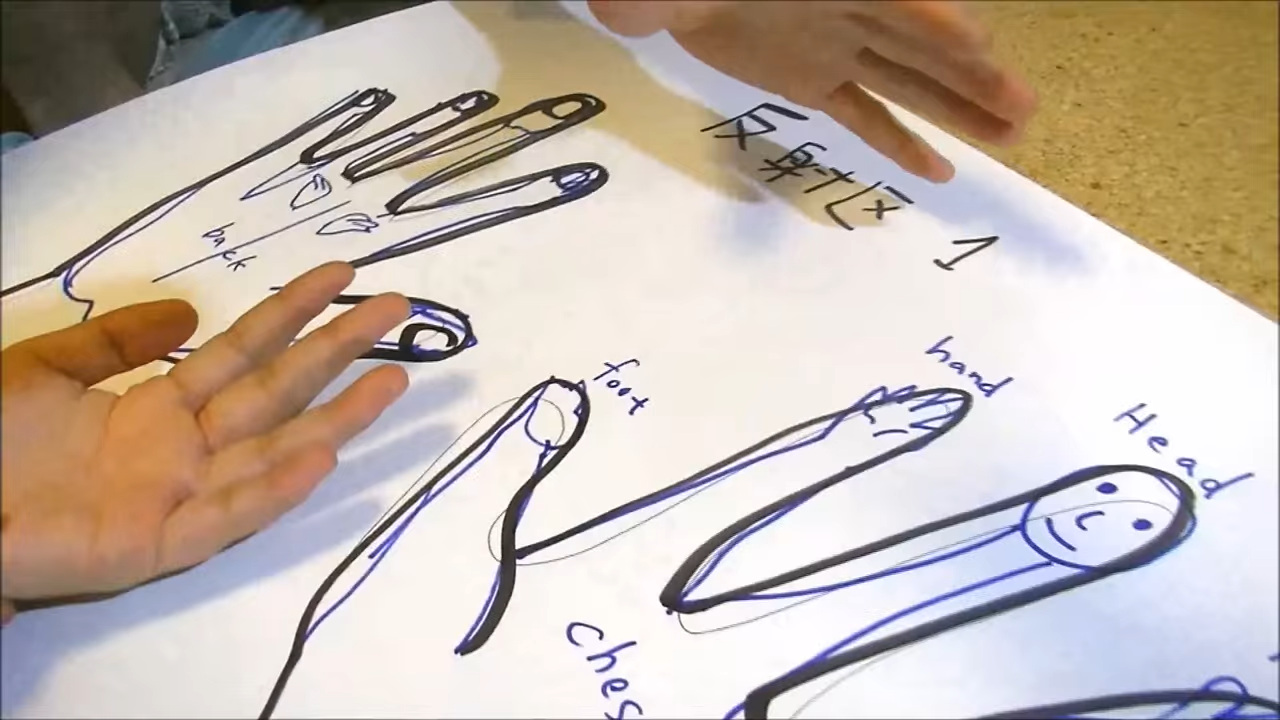 反射区 1
back
foot
hand
Head
Ches